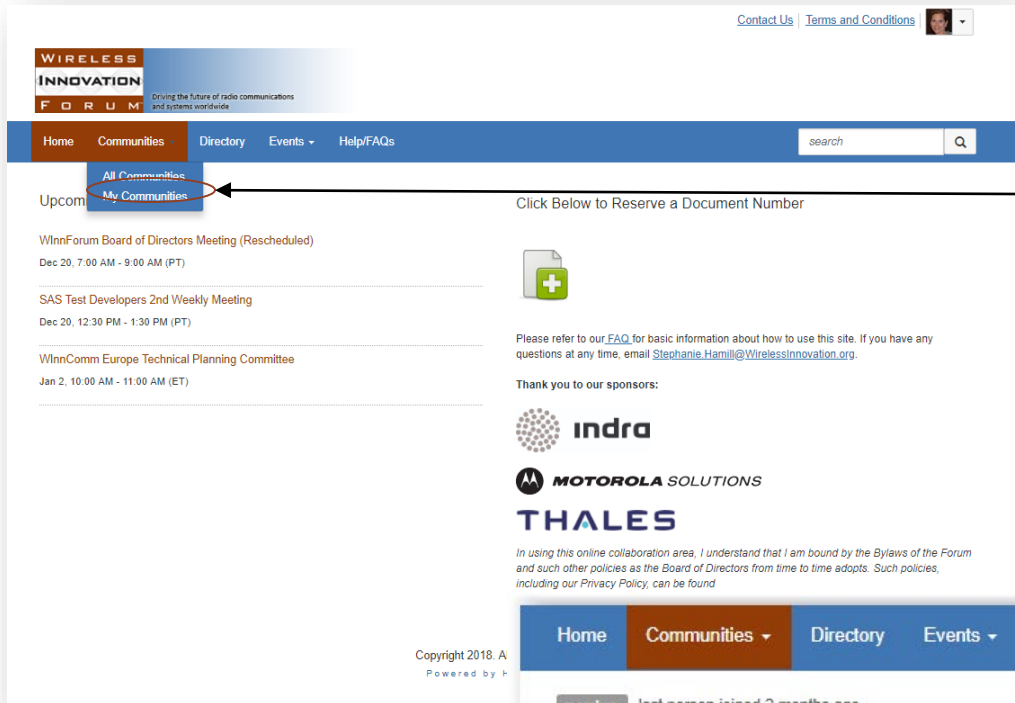 Contact Us Terms and Conditions
WIRELESS
INNOVATION
FORUM
Driving the future of radio communications
and systems worldwide
Home Communities Directory Events Help/FAQs search
All Communities
My Communities
Upcom
Click Below to Reserve a Document Number
WInnForum Board of Directors Meeting (Rescheduled)
Dec 20, 7:00 AM - 9:00 AM (PT)
SAS Test Developers 2nd Weekly Meeting
Dec 20, 12:30 PM - 1:30 PM (PT)
WInnComm Europe Technical Planning Committee
Jan 2, 10:00 AM - 11:00 AM (ET)
Please refer to our FAQ for basic information about how to use this site. If you have any
questions at any time, email Stephanie.Hamill@WirelessInnovation.org.
Thank you to our sponsors:
indra
MOTOROLA SOLUTIONS
THALES
In using this online collaboration area, I understand that I am bound by the Bylaws of the Forum
and such other policies as the Board of Directors from time to time adopts. Such policies,
including our Privacy Policy, can be found
Home Communities Directory Events
Copyright 2018. A
Powered by H
last person joined 2 months ago